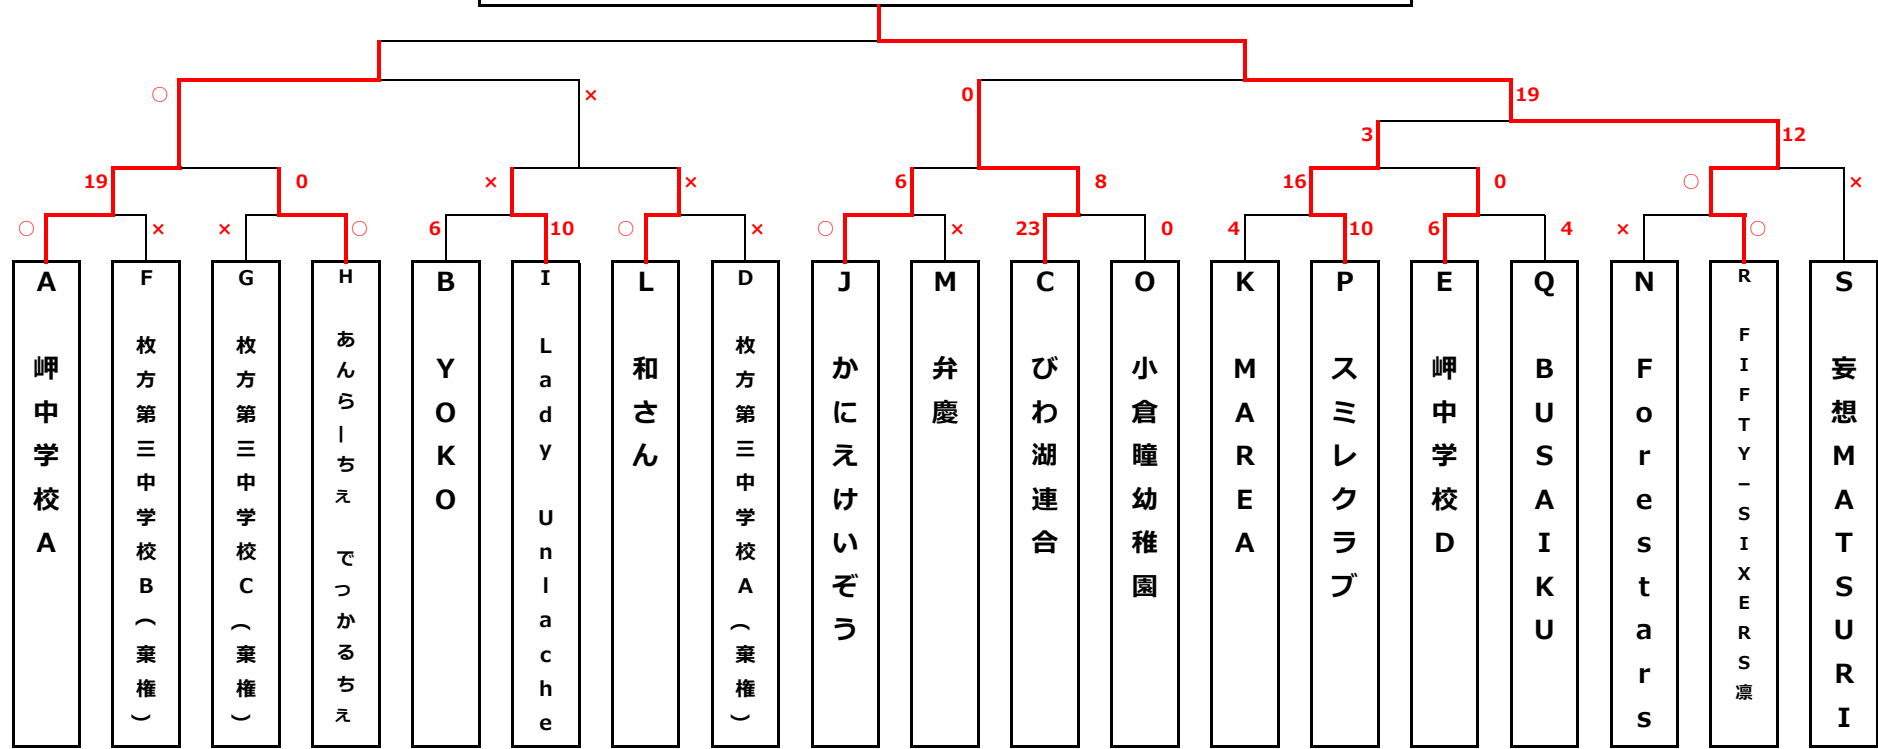 ○ × 0 19
3 12
19 0 × × 6 8 16 0 ○ ×
○ × × ○ 6 10 ○ × ○ × 23 0 4 10 6 4 × ○
A 岬中学校A
F 枚方第三中学校B(棄権)
G 枚方第三中学校C(棄権)
H あんらーちぇ でっかるちぇ
B YOKO
I Lady Unlache
L 和さん
D 枚方第三中学校A(棄権)
J かにえけいぞう
M 弁慶
C びわ湖連合
O 小倉瞳幼稚園
K MAREA
P スミレクラブ
E 岬中学校D
Q BUSAIKU
N Forestars
R FIFTY–SIXERS凛
S 妄想MATSURI